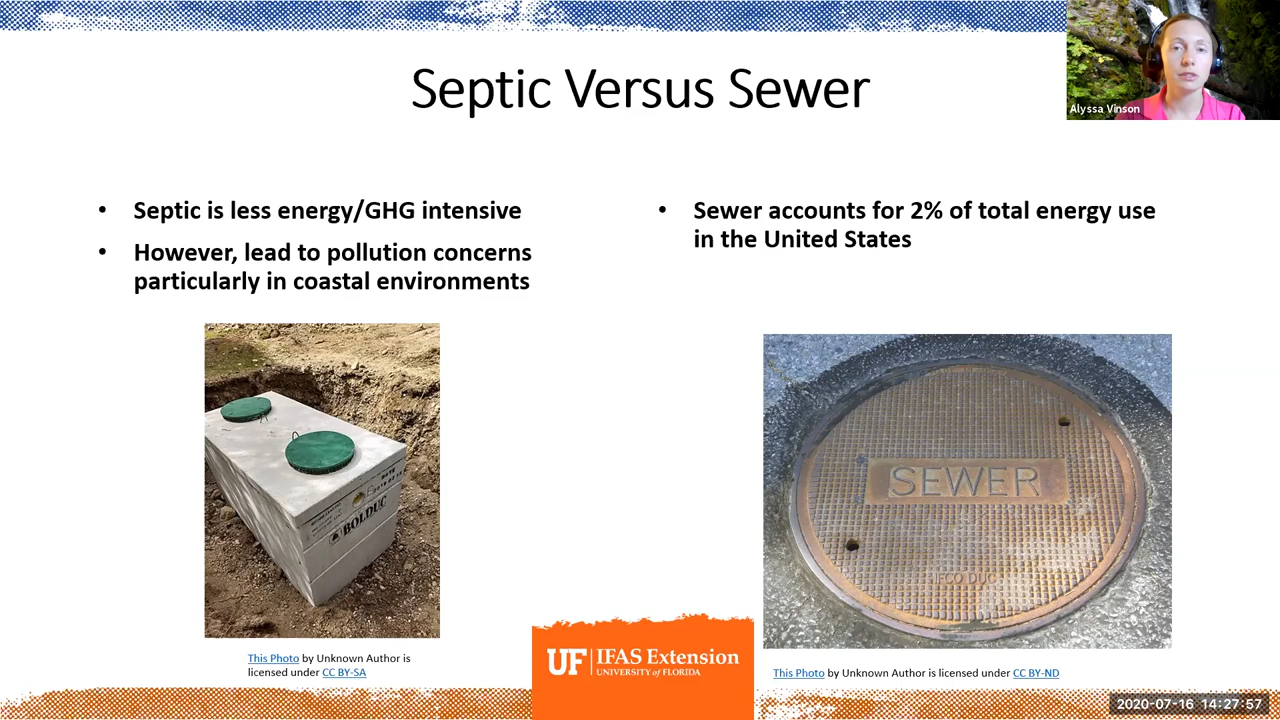 Septic Versus Sewer
Alyssa Vinson
• Septic is less energy/GHG intensive
• However, lead to pollution concerns
particularly in coastal environments
• Sewer accounts for 2% of total energy use
in the United States
BOLDUC
SEWER
This Photo by Unknown Author is
licensed under CC BY-SA
UF IFAS Extension
UNIVERSITY of FLORIDA
This Photo by Unknown Author is licensed under CC BY-ND
2020-07-16 14:27:57